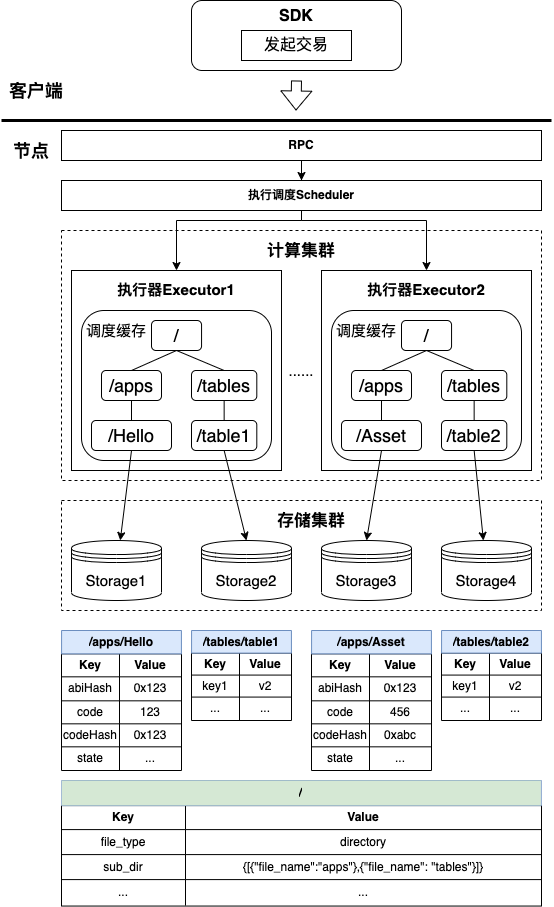 SDK
发起交易
客户端
节点
RPC
执行调度Scheduler
计算集群
执行器Executor1
调度缓存
/
/apps
/tables
/Hello
/table1
......
执行器Executor2
调度缓存
/
/apps
/tables
/Asset
/table2
存储集群
Storage1
Storage2
Storage3
Storage4
/apps/Hello
Key Value
abiHash 0x123
code 123
codeHash 0x123
state ...
/tables/table1
Key Value
key1 v2
... ...
/apps/Asset
Key Value
abiHash 0x123
code 456
codeHash 0xabc
state ...
/tables/table2
Key Value
key1 v2
... ...
/
Key Value
file_type directory
sub_dir {[{"file_name":"apps"},{"file_name": "tables"}]}
... ...